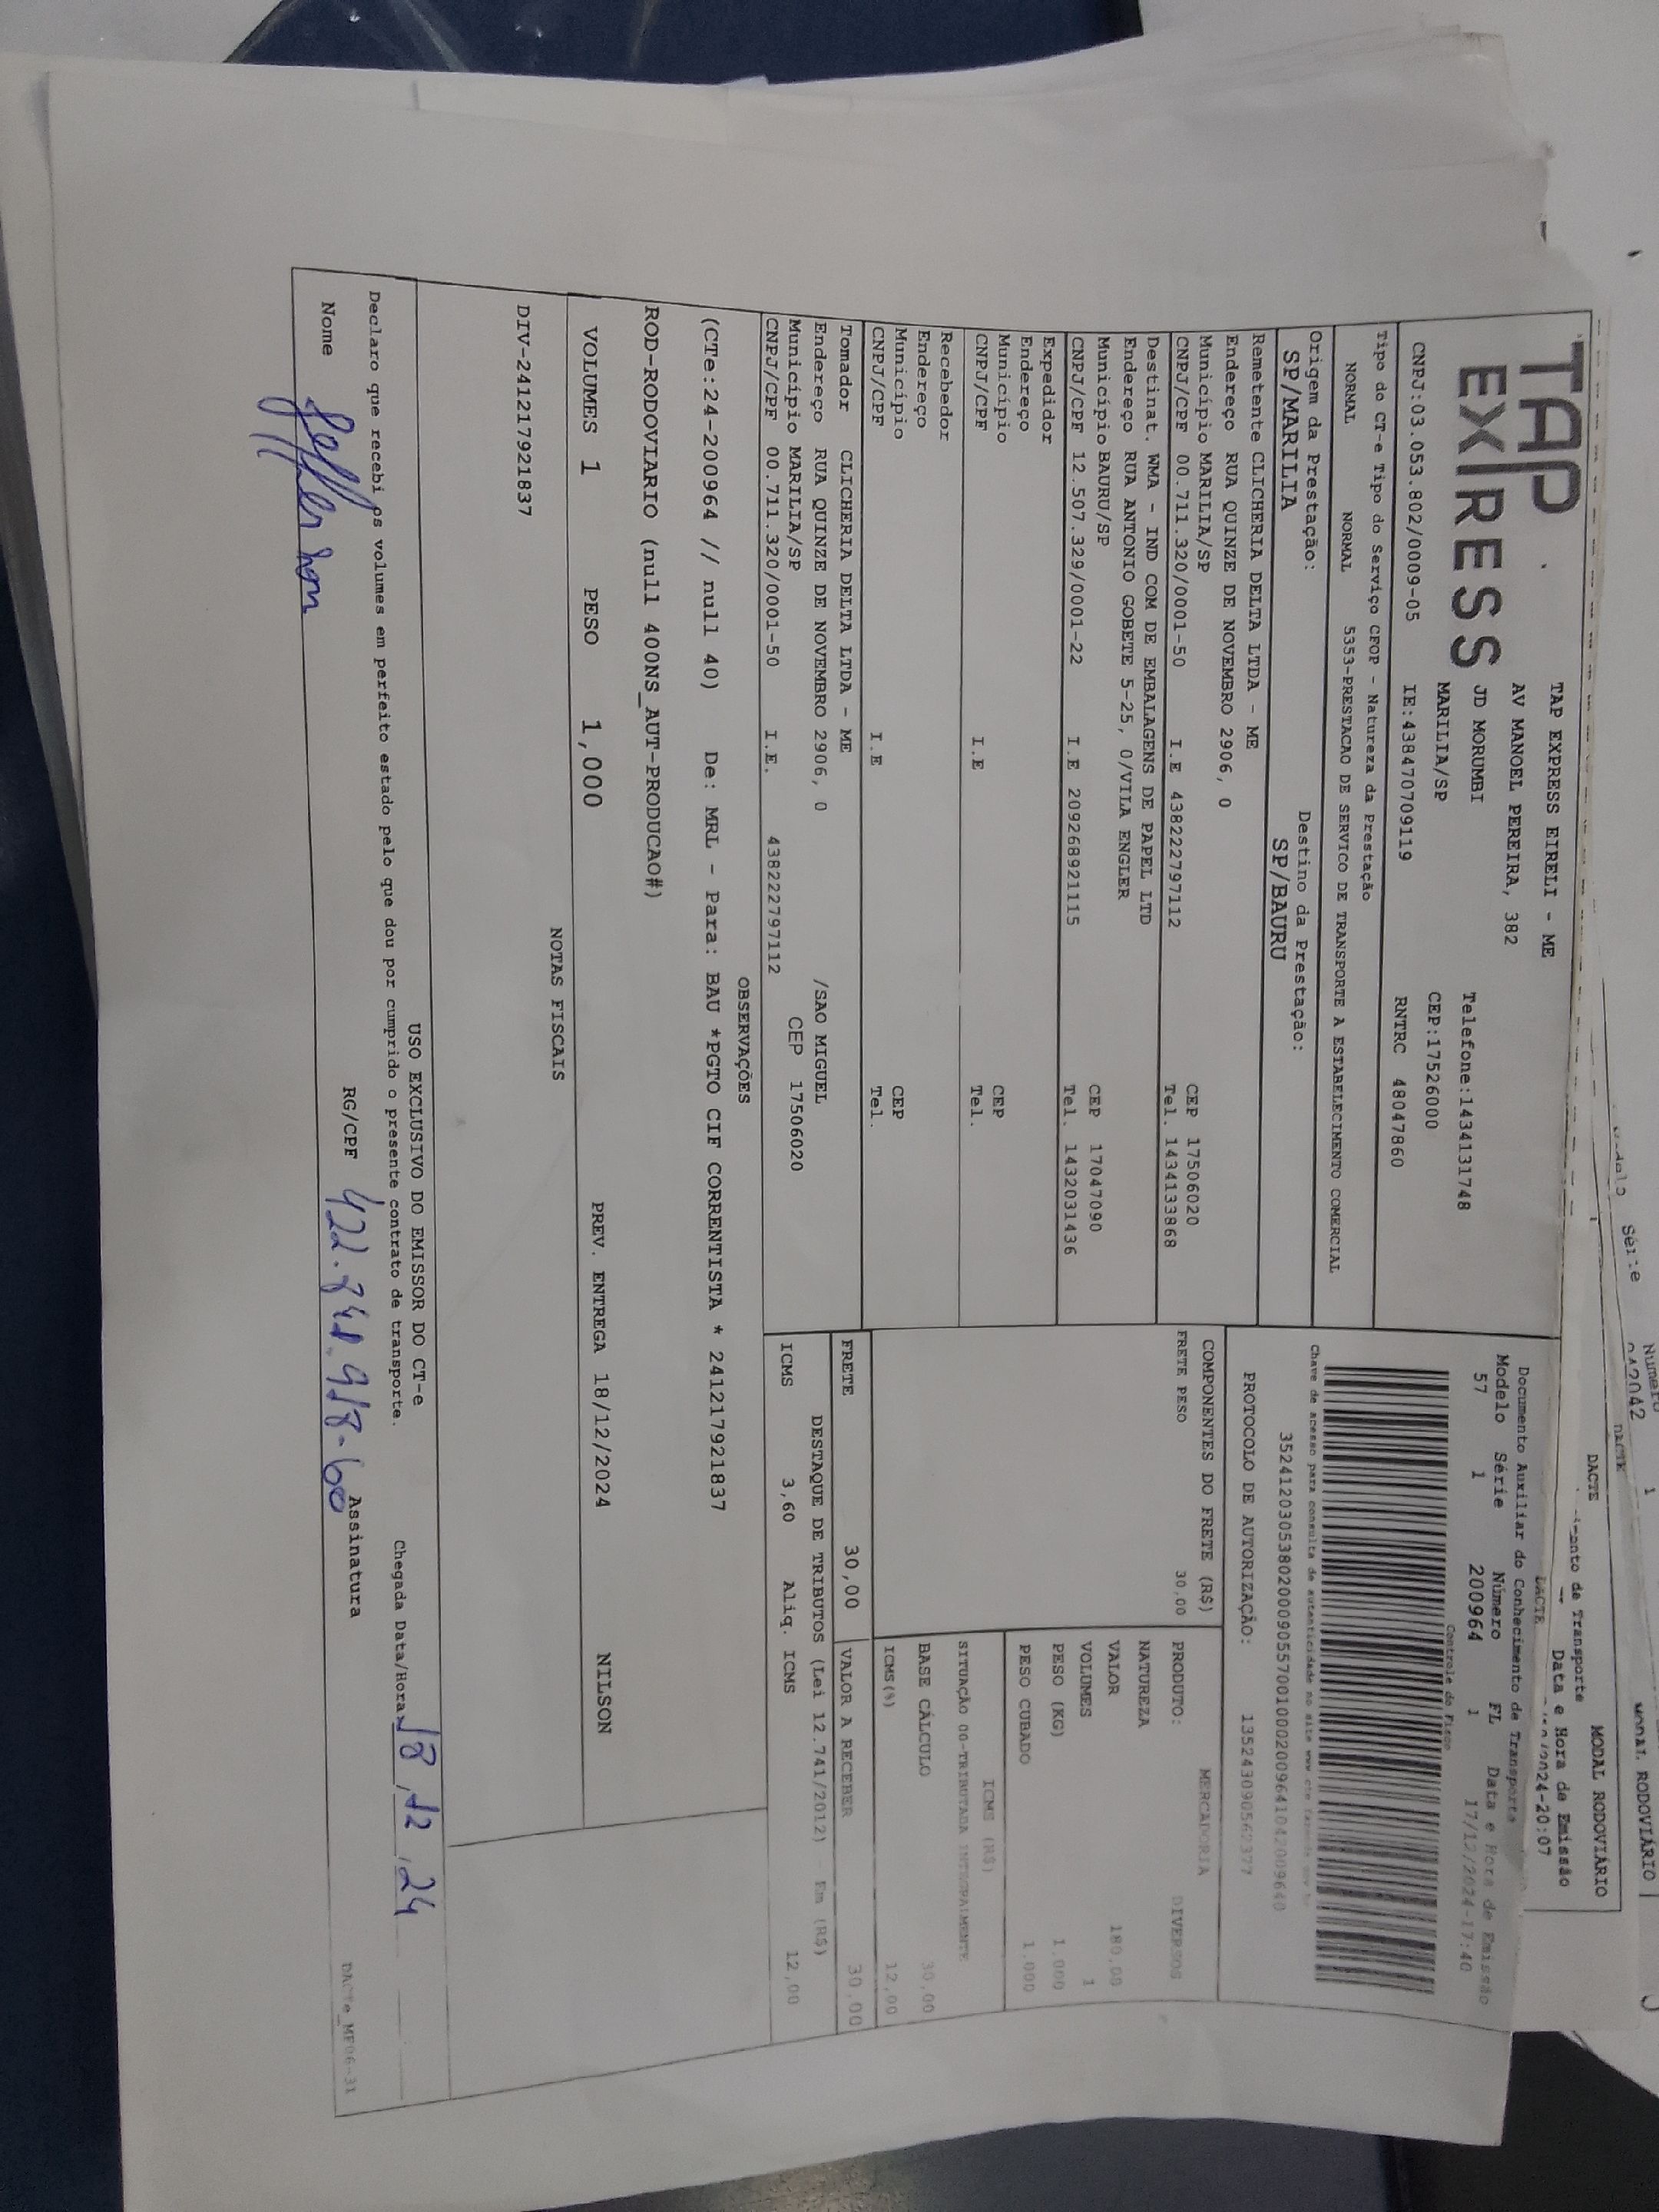 TAP EXPRESS
TAP EXPRESS EIRELI - ME
AV MANOEL PEREIRA, 382
JD MORUMBI Telefone:1434131748
MARILIA/SP CEP:17526000
CNPJ:03.053.802/0009-05 IE:438470709119 RNTRC 48047860
Tipo do CT-e Tipo do Serviço CFOP - Natureza da Prestação
NORMAL NORMAL 5353-PRESTACAO DE SERVICO DE TRANSPORTE A ESTABELECIMENTO COMERCIAL
Origem da Prestação: Destino da Prestação:
SP/MARILIA SP/BAURU
Remetente CLICHERIA DELTA LTDA - ME
Endereço RUA QUINZE DE NOVEMBRO 2906, 0
Município MARILIA/SP CEP 17506020
CNPJ/CPF 00.711.320/0001-50 I.E 438222797112 Tel. 1434133868
Destinat. WMA - IND COM DE EMBALAGENS DE PAPEL LTD
Endereço RUA ANTONIO GOBETE 5-25, 0/VILA ENGLER
Município BAURU/SP CEP 17047090
CNPJ/CPF 12.507.329/0001-22 I.E 209268921115 Tel. 1432031436
Expedidor
Endereço
Município CEP
CNPJ/CPF I.E Tel.
Recebedor
Endereço
Município CEP
CNPJ/CPF I.E Tel.
Tomador CLICHERIA DELTA LTDA - ME
Endereço RUA QUINZE DE NOVEMBRO 2906, 0 /SAO MIGUEL
Município MARILIA/SP CEP 17506020
CNPJ/CPF 00.711.320/0001-50 I.E. 438222797112
MODAL RODOVIÁRIO
DACTE
MODAL RODOVIÁRIO
Data e Hora de Emissão
Documento Auxiliar do Conhecimento de Transporte
Modelo Série Número FL Data e Hora de Emissão
57 1 200964 1 17/12/2024-17:40
Controle do Fisco
Chave de acesso para consulta de autenticidade no site www.cte.fazenda.gov.br
35241203053802000905570010002009641042009640
PROTOCOLO DE AUTORIZAÇÃO: 135243090562377
COMPONENTES DO FRETE (R$)
FRETE PESO 30,00
MERCADORIA
PRODUTO: DIVERSOS
NATUREZA
VALOR 180,00
VOLUMES 1
PESO (KG) 1,000
PESO CUBADO 1,000
ICMS (R$)
SITUAÇÃO 00-TRIBUTADA INTEGRALMENTE
BASE CÁLCULO 30,00
ICMS(%) 12,00
FRETE 30,00 VALOR A RECEBER 30,00
DESTAQUE DE TRIBUTOS (Lei 12.741/2012) - Em (R$)
ICMS 3,60 Aliq. ICMS 12,00
OBSERVAÇÕES
(CTe:24-200964 // null 40) De: MRL - Para: BAU *PGTO CIF CORRENTISTA * 241217921837
ROD-RODOVIARIO (null 400NS_AUT-PRODUCAO#)
VOLUMES 1 PESO 1,000 PREV. ENTREGA 18/12/2024 NILSON
NOTAS FISCAIS
DIV-241217921837
USO EXCLUSIVO DO EMISSOR DO CT-e
Declaro que recebi os volumes em perfeito estado pelo que dou por cumprido o presente contrato de transporte. Chegada Data/Hora 18,12,24
Nome RG/CPF Assinatura
DACTe_MF06-31